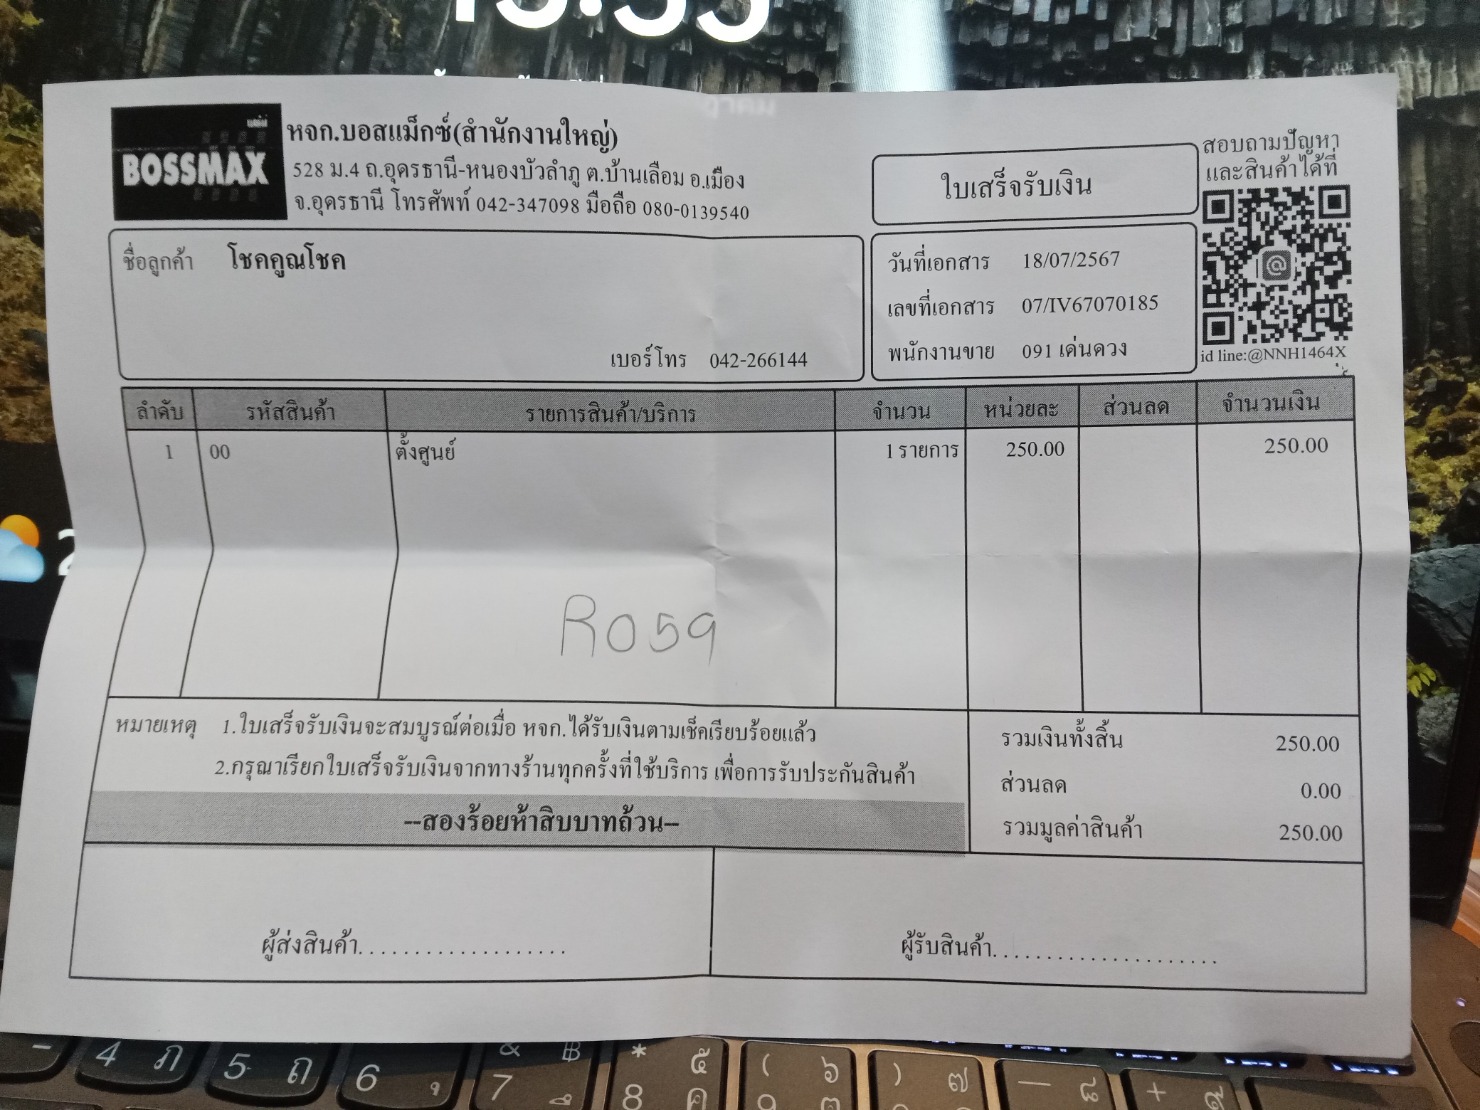 BOSSMAX
หจก.บอสแม็กซ์(สำนักงานใหญ่)
528 ม.4 ถ.อุดรธานี-หนองบัวลำภู ต.บ้านเลื่อม อ.เมือง
จ.อุดรธานี โทรศัพท์ 042-347098 มือถือ 080-0139540
ใบเสร็จรับเงิน
สอบถามปัญหา
และสินค้าได้ที่
id line:@NNH1464X
ชื่อลูกค้า โชคคูณโชค
เบอร์โทร 042-266144
วันที่เอกสาร 18/07/2567
เลขที่เอกสาร 07/IV67070185
พนักงานขาย 091 เด่นดวง
ลำดับ รหัสสินค้า รายการสินค้า/บริการ จำนวน หน่วยละ ส่วนลด จำนวนเงิน
1 00 ตั้งศูนย์ 1 รายการ 250.00 250.00
R059
หมายเหตุ 1.ใบเสร็จรับเงินจะสมบูรณ์ต่อเมื่อ หจก.ได้รับเงินตามเช็คเรียบร้อยแล้ว
2.กรุณาเรียกใบเสร็จรับเงินจากทางร้านทุกครั้งที่ใช้บริการ เพื่อการรับประกันสินค้า
--สองร้อยห้าสิบบาทถ้วน--
รวมเงินทั้งสิ้น 250.00
ส่วนลด 0.00
รวมมูลค่าสินค้า 250.00
ผู้ส่งสินค้า....................
ผู้รับสินค้า.....................
- 4 ภ 5 ถ 6 ุ & 7 ฿ ึ * 8 ๕ ค ( 9 ๖ ต ) ๗ — ๘ + ๙